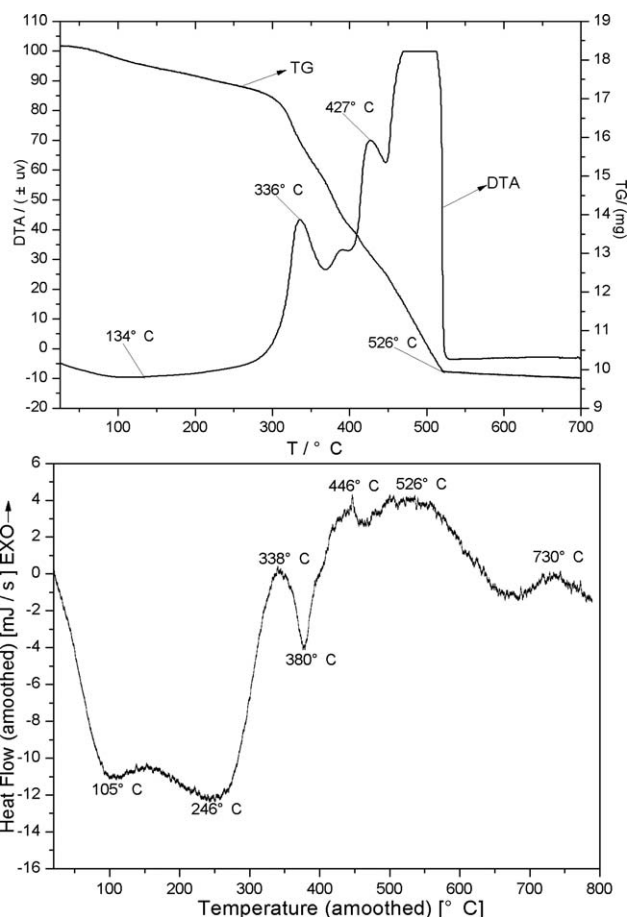 100
90
80
70
60
50
40
30
20
10
0
-10
-20
DTA / ( ± uv)
19
18
17
16
15
14
13
12
11
10
9
TG/ (mg)
TG
427° C
336° C
DTA
134° C
526° C
100 200 300 400 500 600 700
T / ° C
6
4
2
0
-2
-4
-6
-8
-10
-12
-14
-16
Heat Flow (amoothed) [mJ / s ] EXO→
446° C 526° C
338° C 730° C
380° C
105° C
246° C
100 200 300 400 500 600 700 800
Temperature (amoothed) [° C]